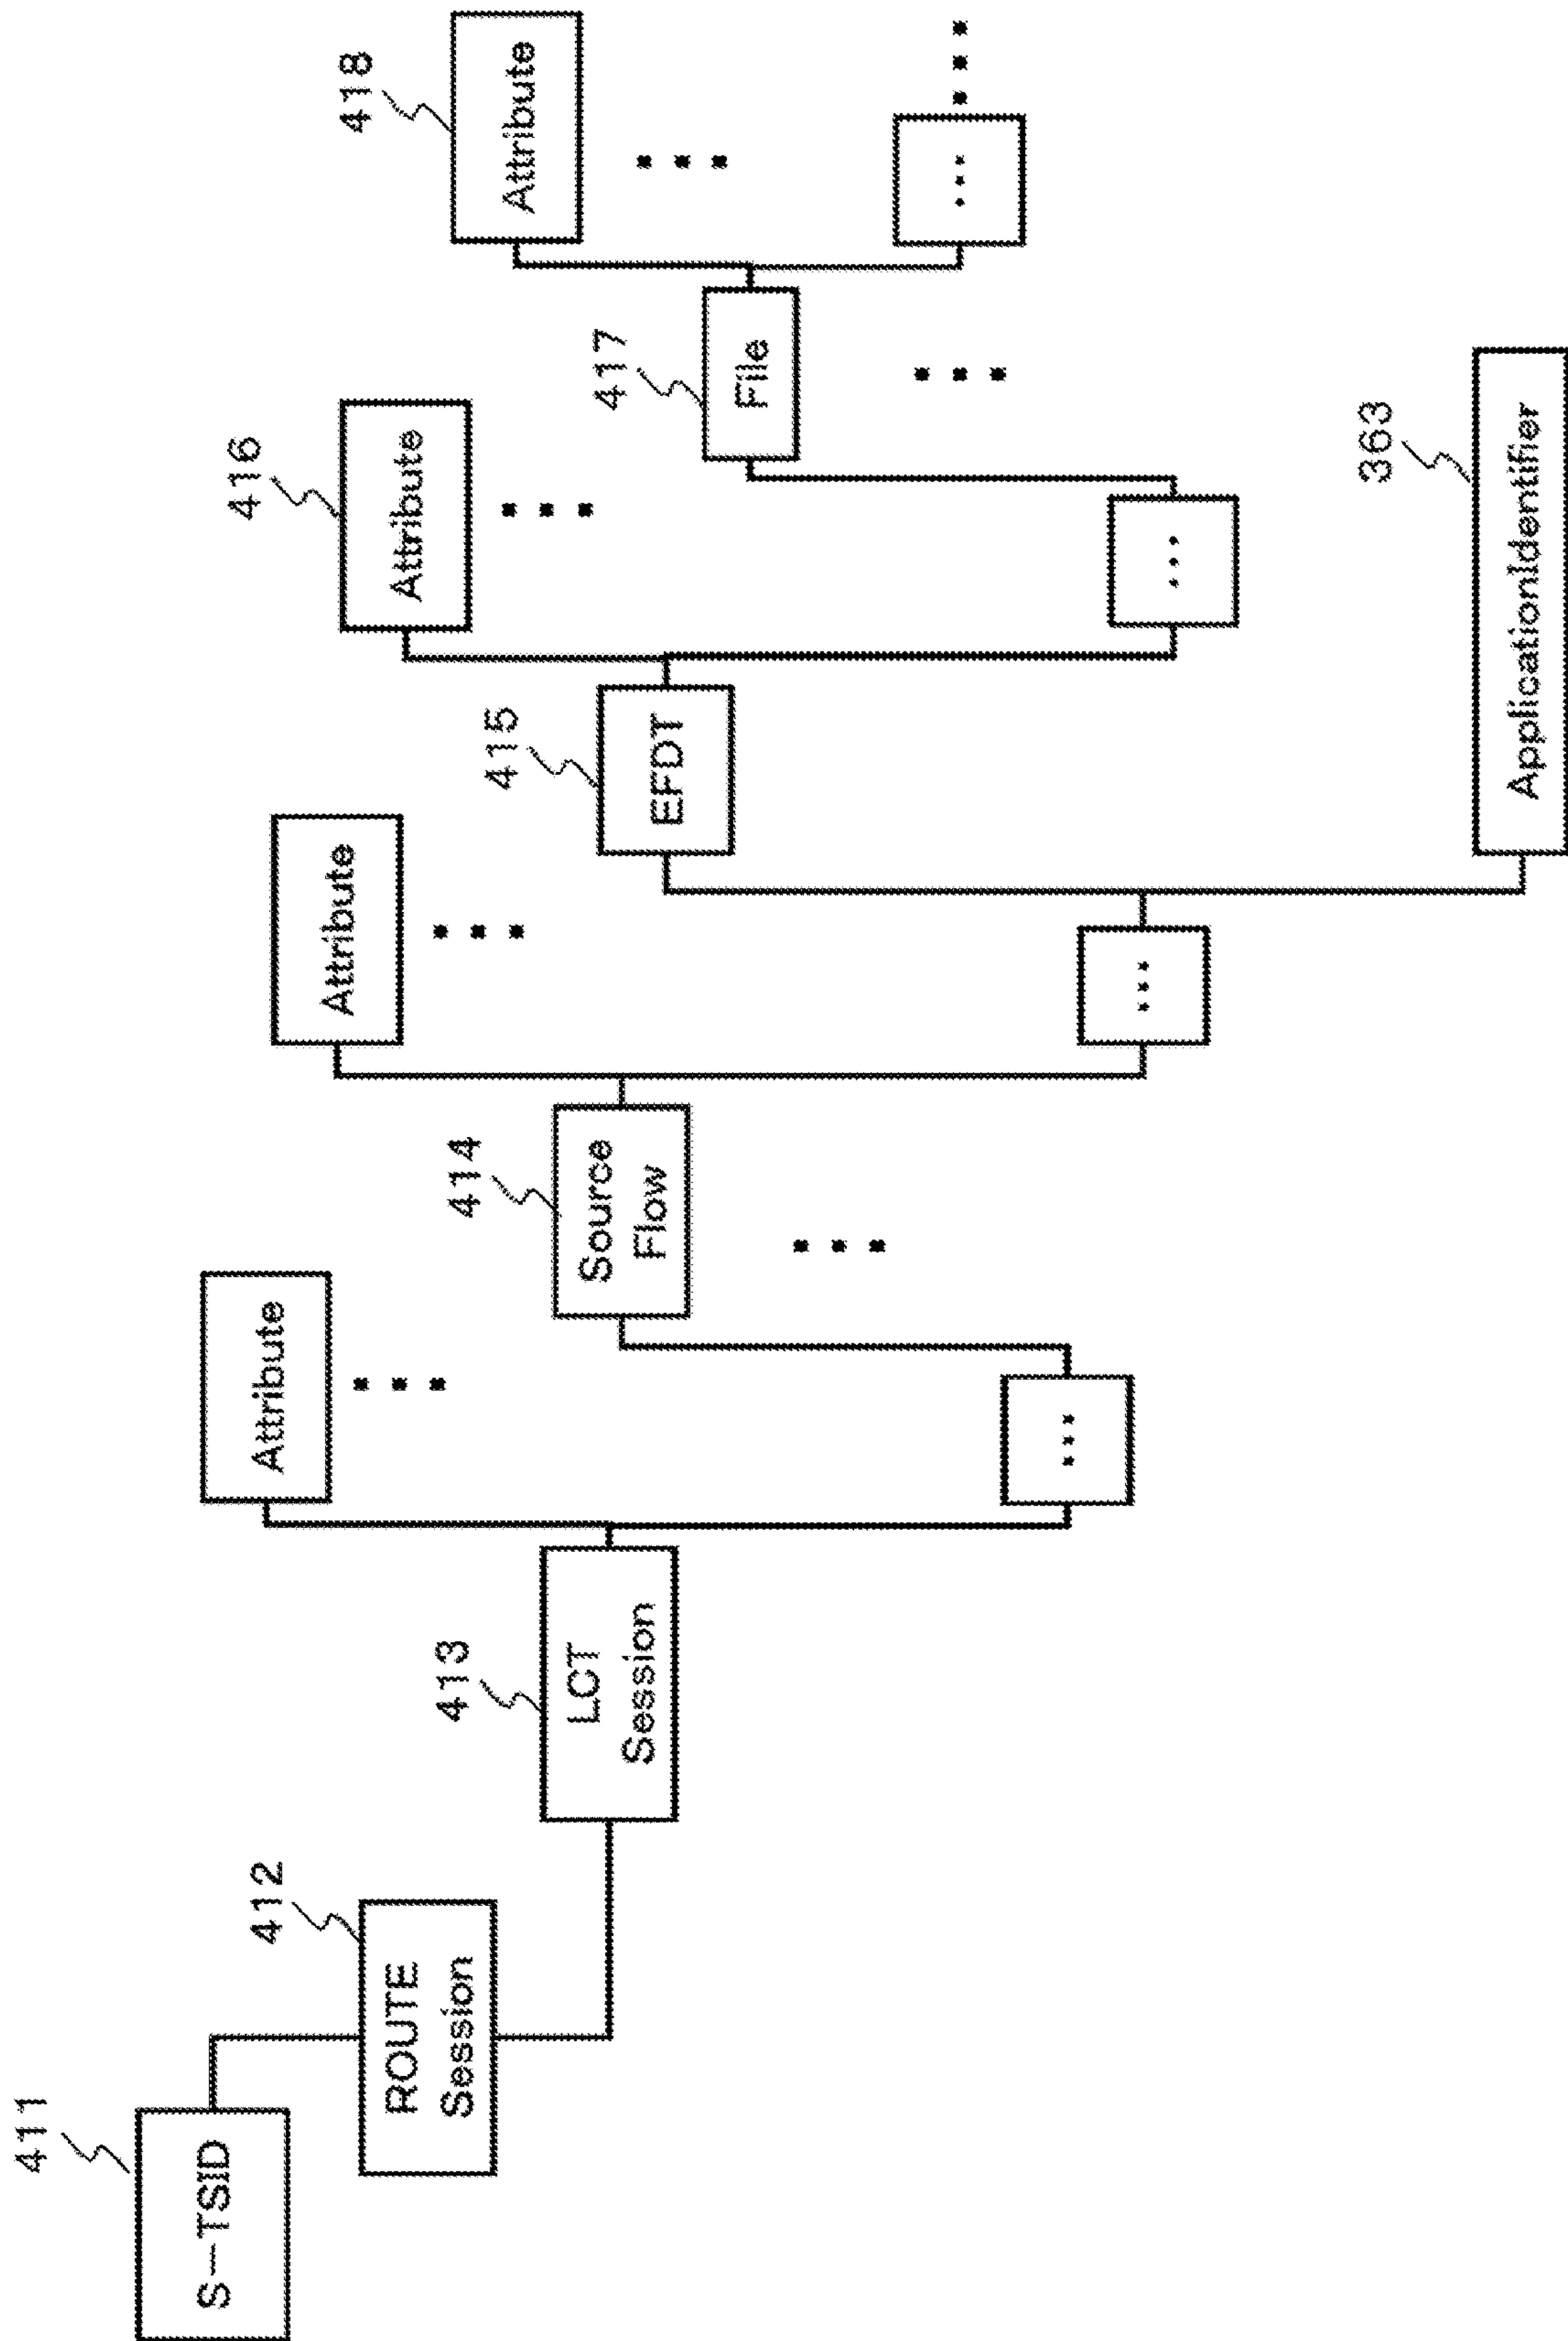 411
S—TSID
412
ROUTE
Session
413
LCT
Session
Attribute
...
...
414
Source
Flow
...
Attribute
...
...
415
EFDT
416
Attribute
...
...
417
File
...
418
Attribute
...
...
...
363
ApplicationIdentifier